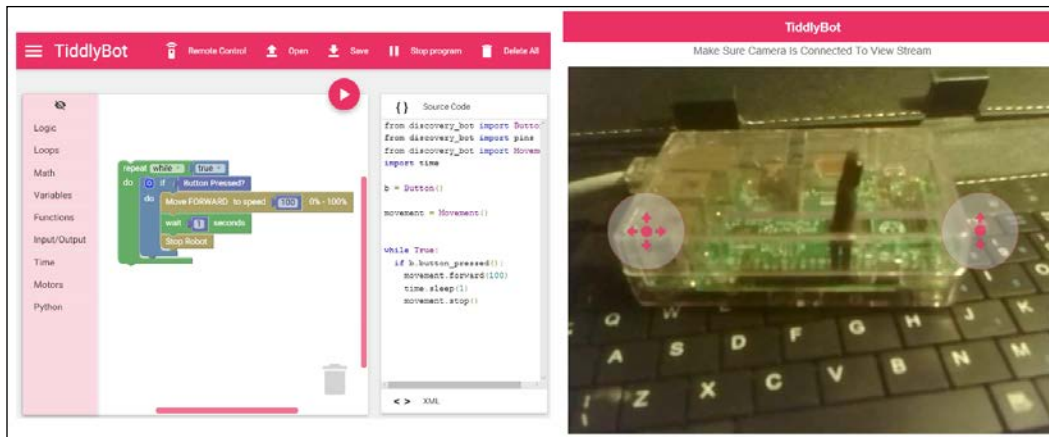 TiddlyBot
Remote Control
Open
Save
Stop program
Delete All
Logic
Loops
Math
Variables
Functions
Input/Output
Time
Motors
Python
repeat while true
do if Button Pressed?
do Move FORWARD to speed 100 0% - 100%
wait 1 seconds
Stop Robot
{ } Source Code
from discovery_bot import Button
from discovery_bot import pins
from discovery_bot import Movem
import time
b = Button()
movement = Movement()
while True:
if b.button_pressed():
movement.forward(100)
time.sleep(1)
movement.stop()
< > XML
TiddlyBot
Make Sure Camera Is Connected To View Stream
Q W G H J K
A S D F
Z X C V B N M